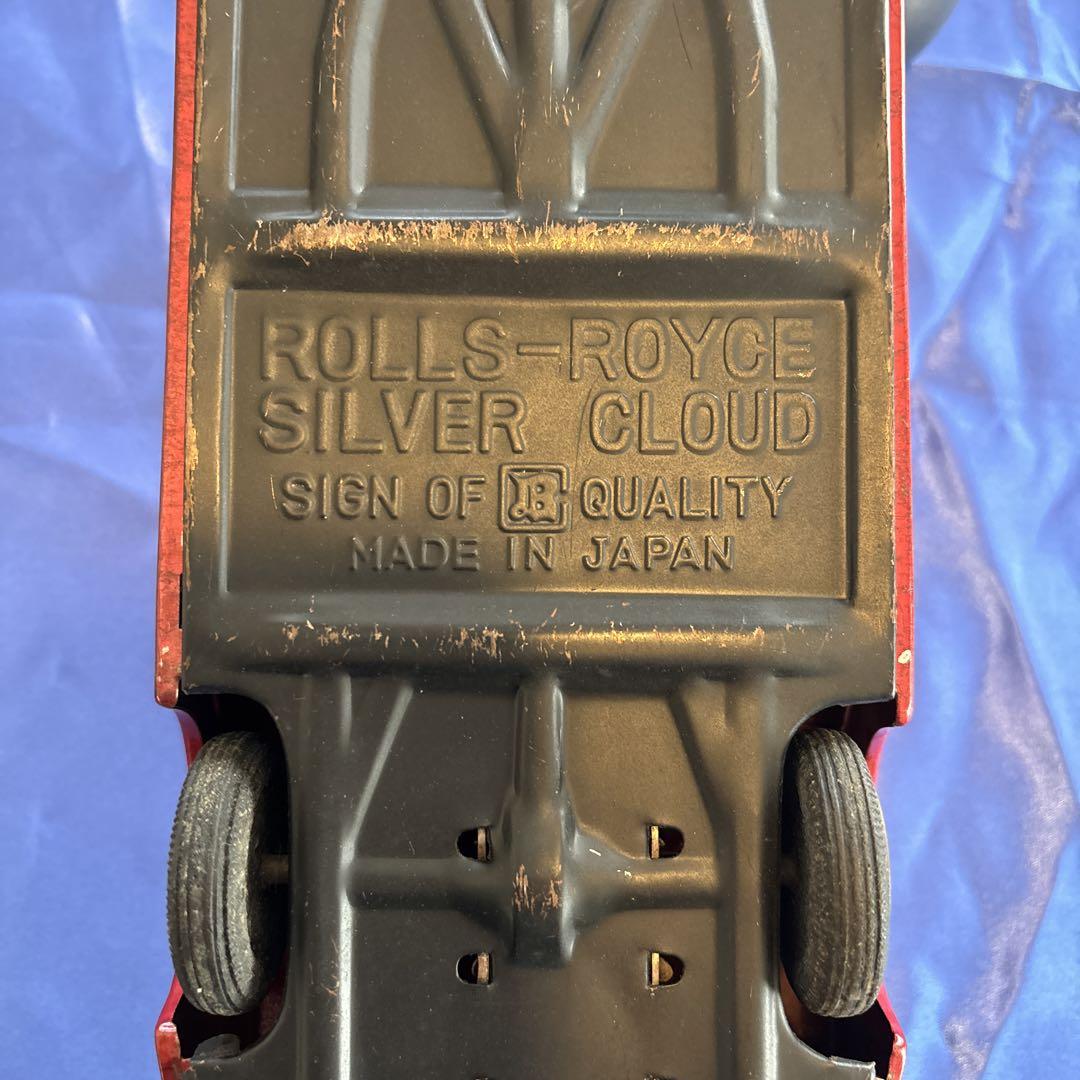 ROLLS-ROYCE
SILVER CLOUD
SIGN OF QUALITY
MADE IN JAPAN